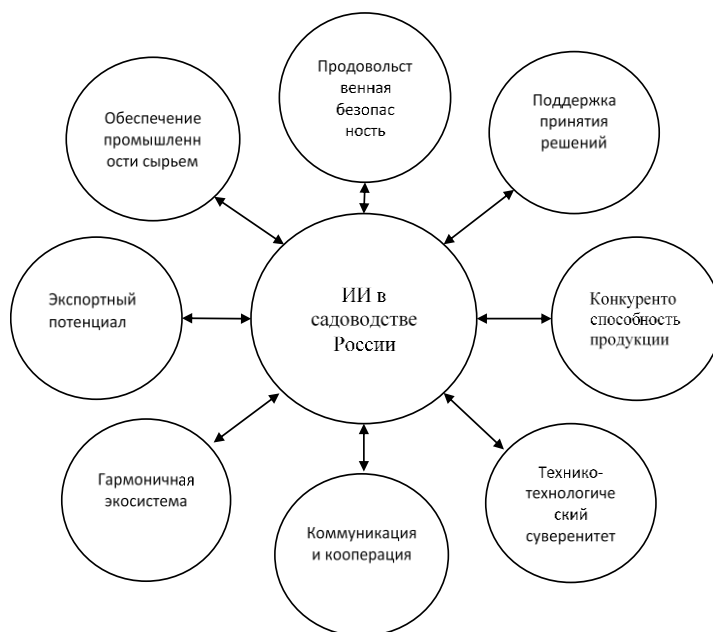 Продовольст
венная
безопас
ность
Обеспечение
промышленн
ости сырьем
Поддержка
принятия
решений
Экспортный
потенциал
ИИ в
садоводстве
России
Конкуренто
способность
продукции
Гармоничная
экосистема
Коммуникация
и кооперация
Технико-
технологиче
ский
суверенитет